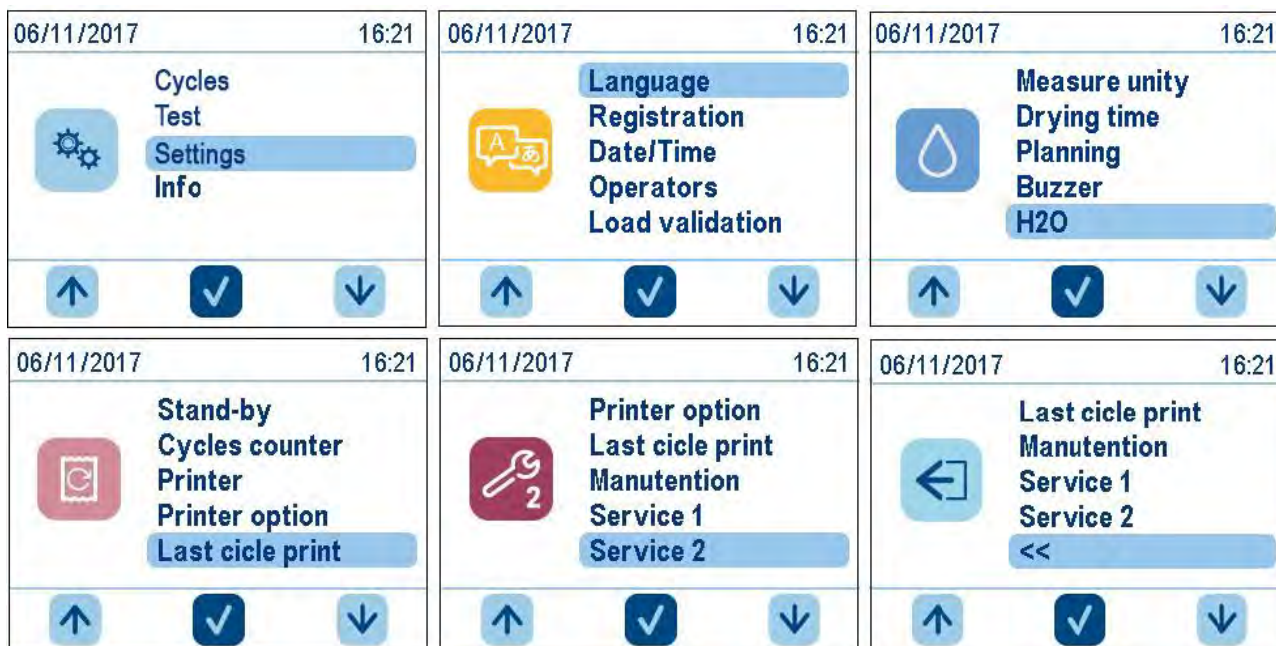 06/11/2017 16:21
Cycles
Test
Settings
Info
06/11/2017 16:21
Language
Registration
Date/Time
Operators
Load validation
06/11/2017 16:21
Measure unity
Drying time
Planning
Buzzer
H2O
06/11/2017 16:21
Stand-by
Cycles counter
Printer
Printer option
Last cicle print
06/11/2017 16:21
2
Printer option
Last cicle print
Manutention
Service 1
Service 2
06/11/2017 16:21
Last cicle print
Manutention
Service 1
Service 2
<<